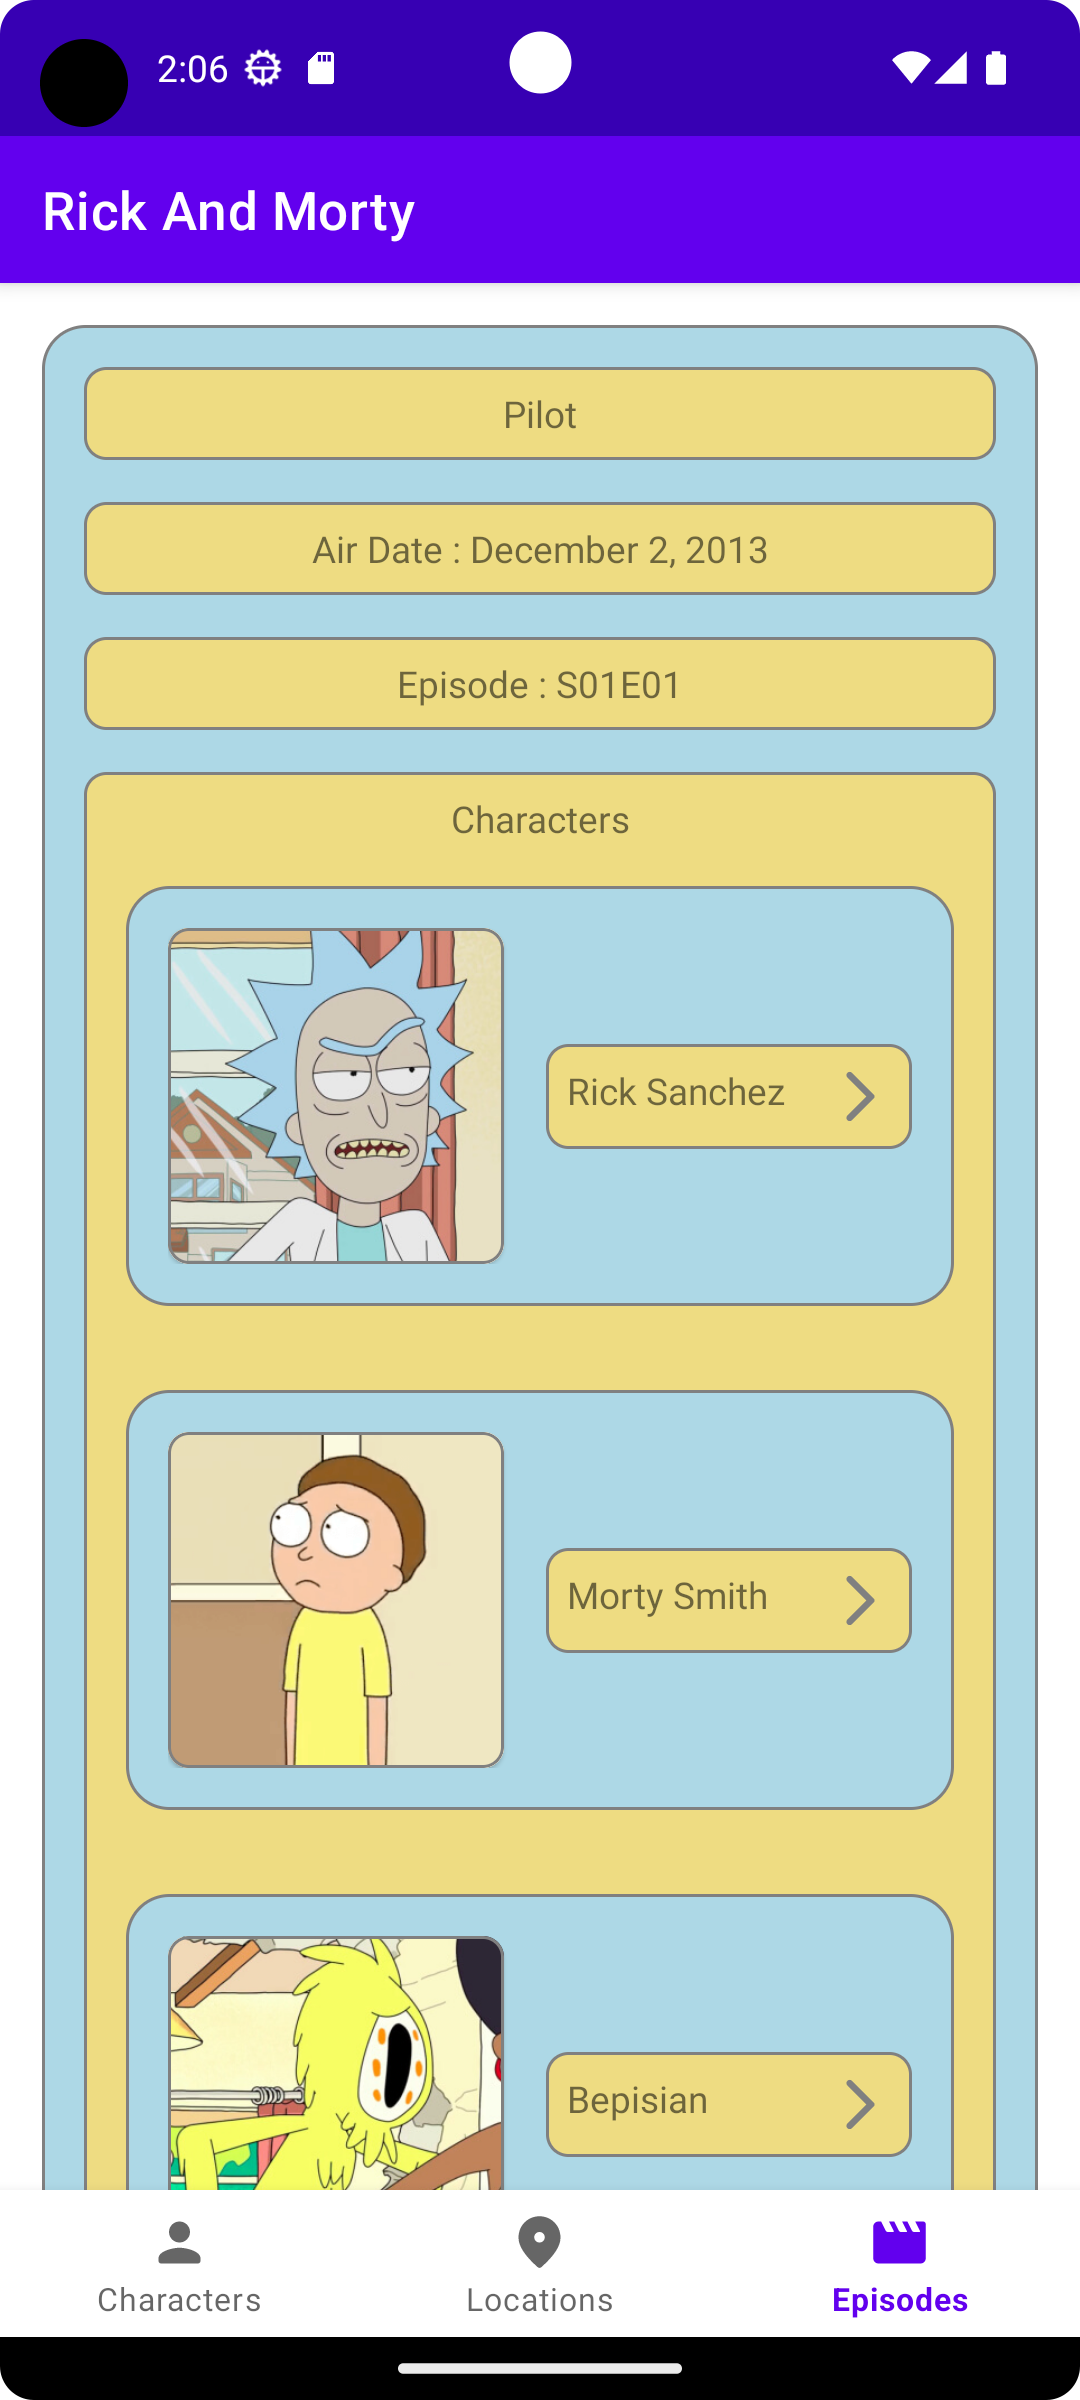 2:06
Rick And Morty
Pilot
Air Date : December 2, 2013
Episode : S01E01
Characters
Rick Sanchez
Morty Smith
Bepisian
Characters
Locations
Episodes